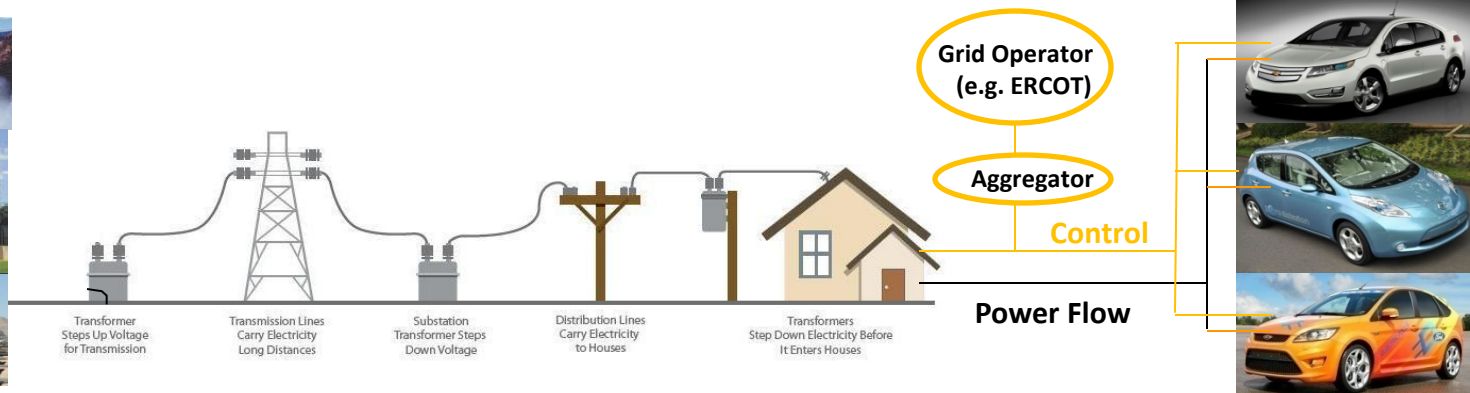 Grid Operator
(e.g. ERCOT)
Aggregator
Control
Power Flow
Transformer
Steps Up Voltage
for Transmission
Transmission Lines
Carry Electricity
Long Distances
Substation
Transformer Steps
Down Voltage
Distribution Lines
Carry Electricity
to Houses
Transformers
Step Down Electricity Before
It Enters Houses